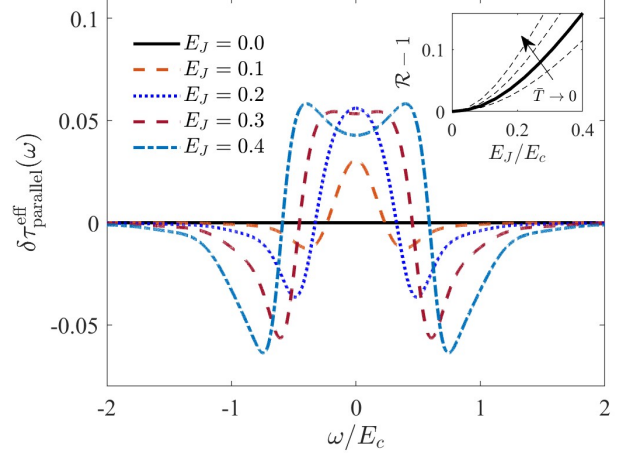 0.1
0.05
0
-0.05
δτ^eff_parallel(ω)
-2 -1 0 1 2
ω/E_c
E_J = 0.0
E_J = 0.1
E_J = 0.2
E_J = 0.3
E_J = 0.4
0.1
0
ℛ − 1
T̄ → 0
0 0.2 0.4
E_J/E_c